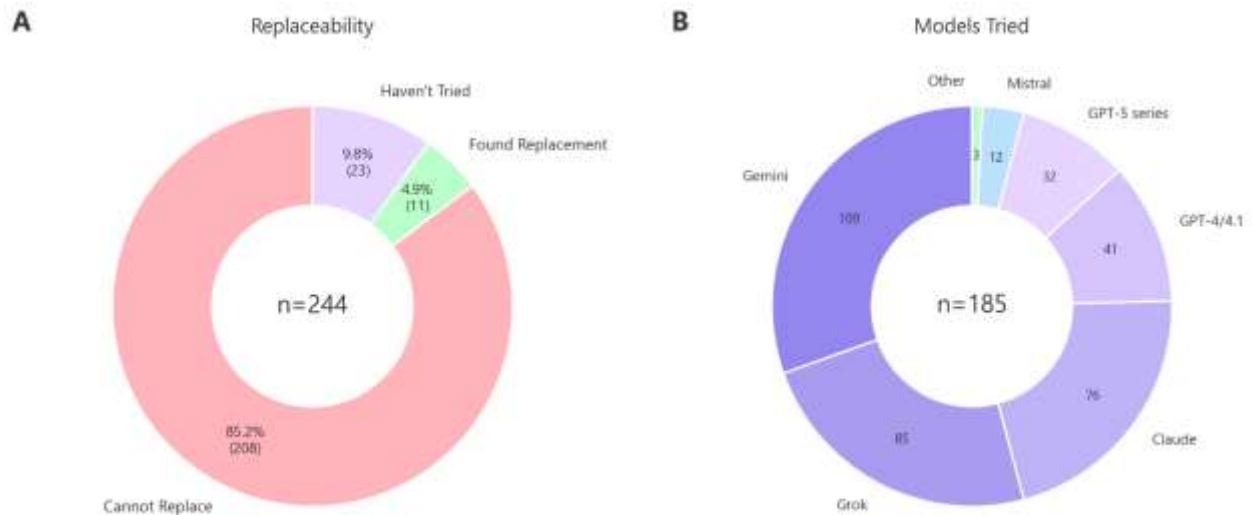 A
Replaceability
Haven't Tried
Found Replacement
9.8%
(23)
4.9%
(11)
n=244
85.2%
(208)
Cannot Replace
B
Models Tried
Other
Mistral
GPT-5 series
Gemini
3
12
32
GPT-4/4.1
41
n=185
76
85
Claude
Grok